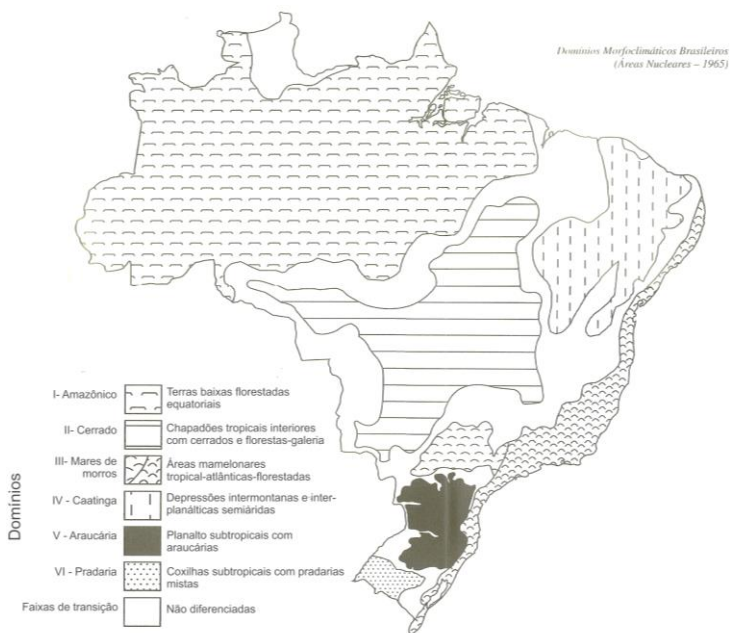 Domínios Morfoclimáticos Brasileiros
(Áreas Nucleares – 1965)
Domínios
I- Amazônico
Terras baixas florestadas
equatoriais
II- Cerrado
Chapadões tropicais interiores
com cerrados e florestas-galeria
III- Mares de
morros
Áreas mamelonares
tropical-atlânticas-florestadas
IV - Caatinga
Depressões intermontanas e inter-
planálticas semiáridas
V - Araucária
Planalto subtropicais com
araucárias
VI - Pradaria
Coxilhas subtropicais com pradarias
mistas
Faixas de transição
Não diferenciadas